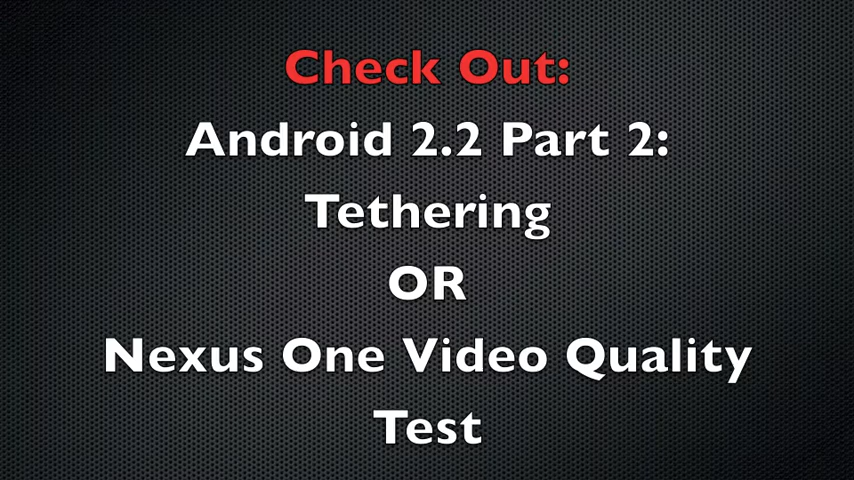 Check Out:
Android 2.2 Part 2:
Tethering
OR
Nexus One Video Quality
Test